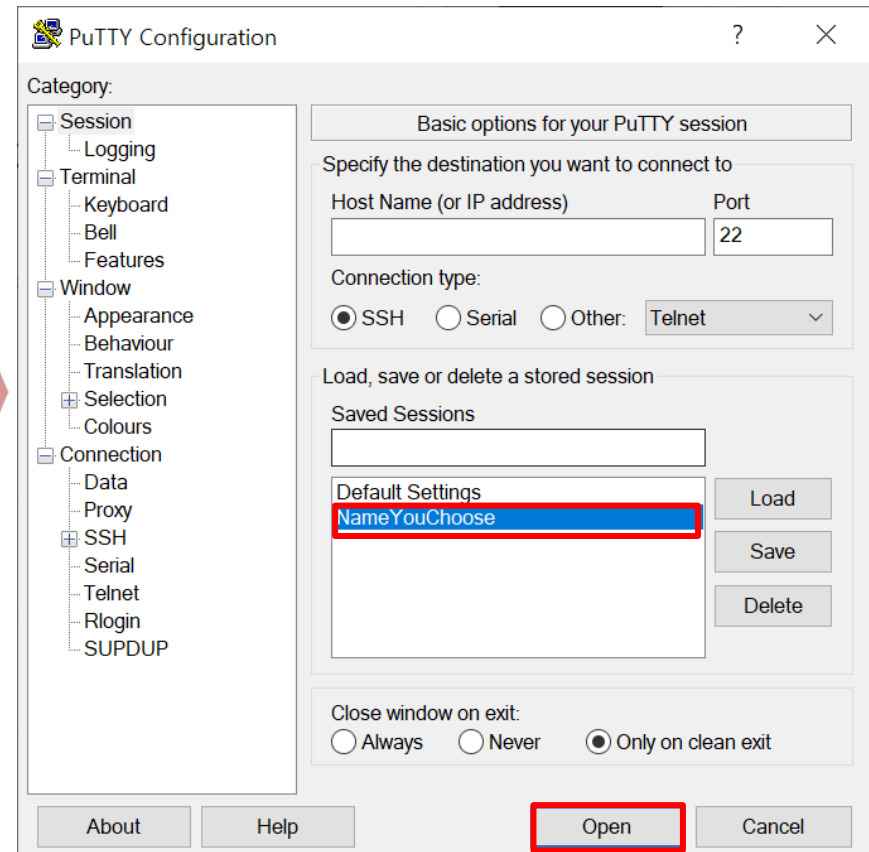 PuTTY Configuration
?
Category:
Session
Logging
Terminal
Keyboard
Bell
Features
Window
Appearance
Behaviour
Translation
Selection
Colours
Connection
Data
Proxy
SSH
Serial
Telnet
Rlogin
SUPDUP
Basic options for your PuTTY session
Specify the destination you want to connect to
Host Name (or IP address) Port
22
Connection type:
SSH Serial Other: Telnet
Load, save or delete a stored session
Saved Sessions
Default Settings
NameYouChoose
Load
Save
Delete
Close window on exit:
Always Never Only on clean exit
About Help Open Cancel